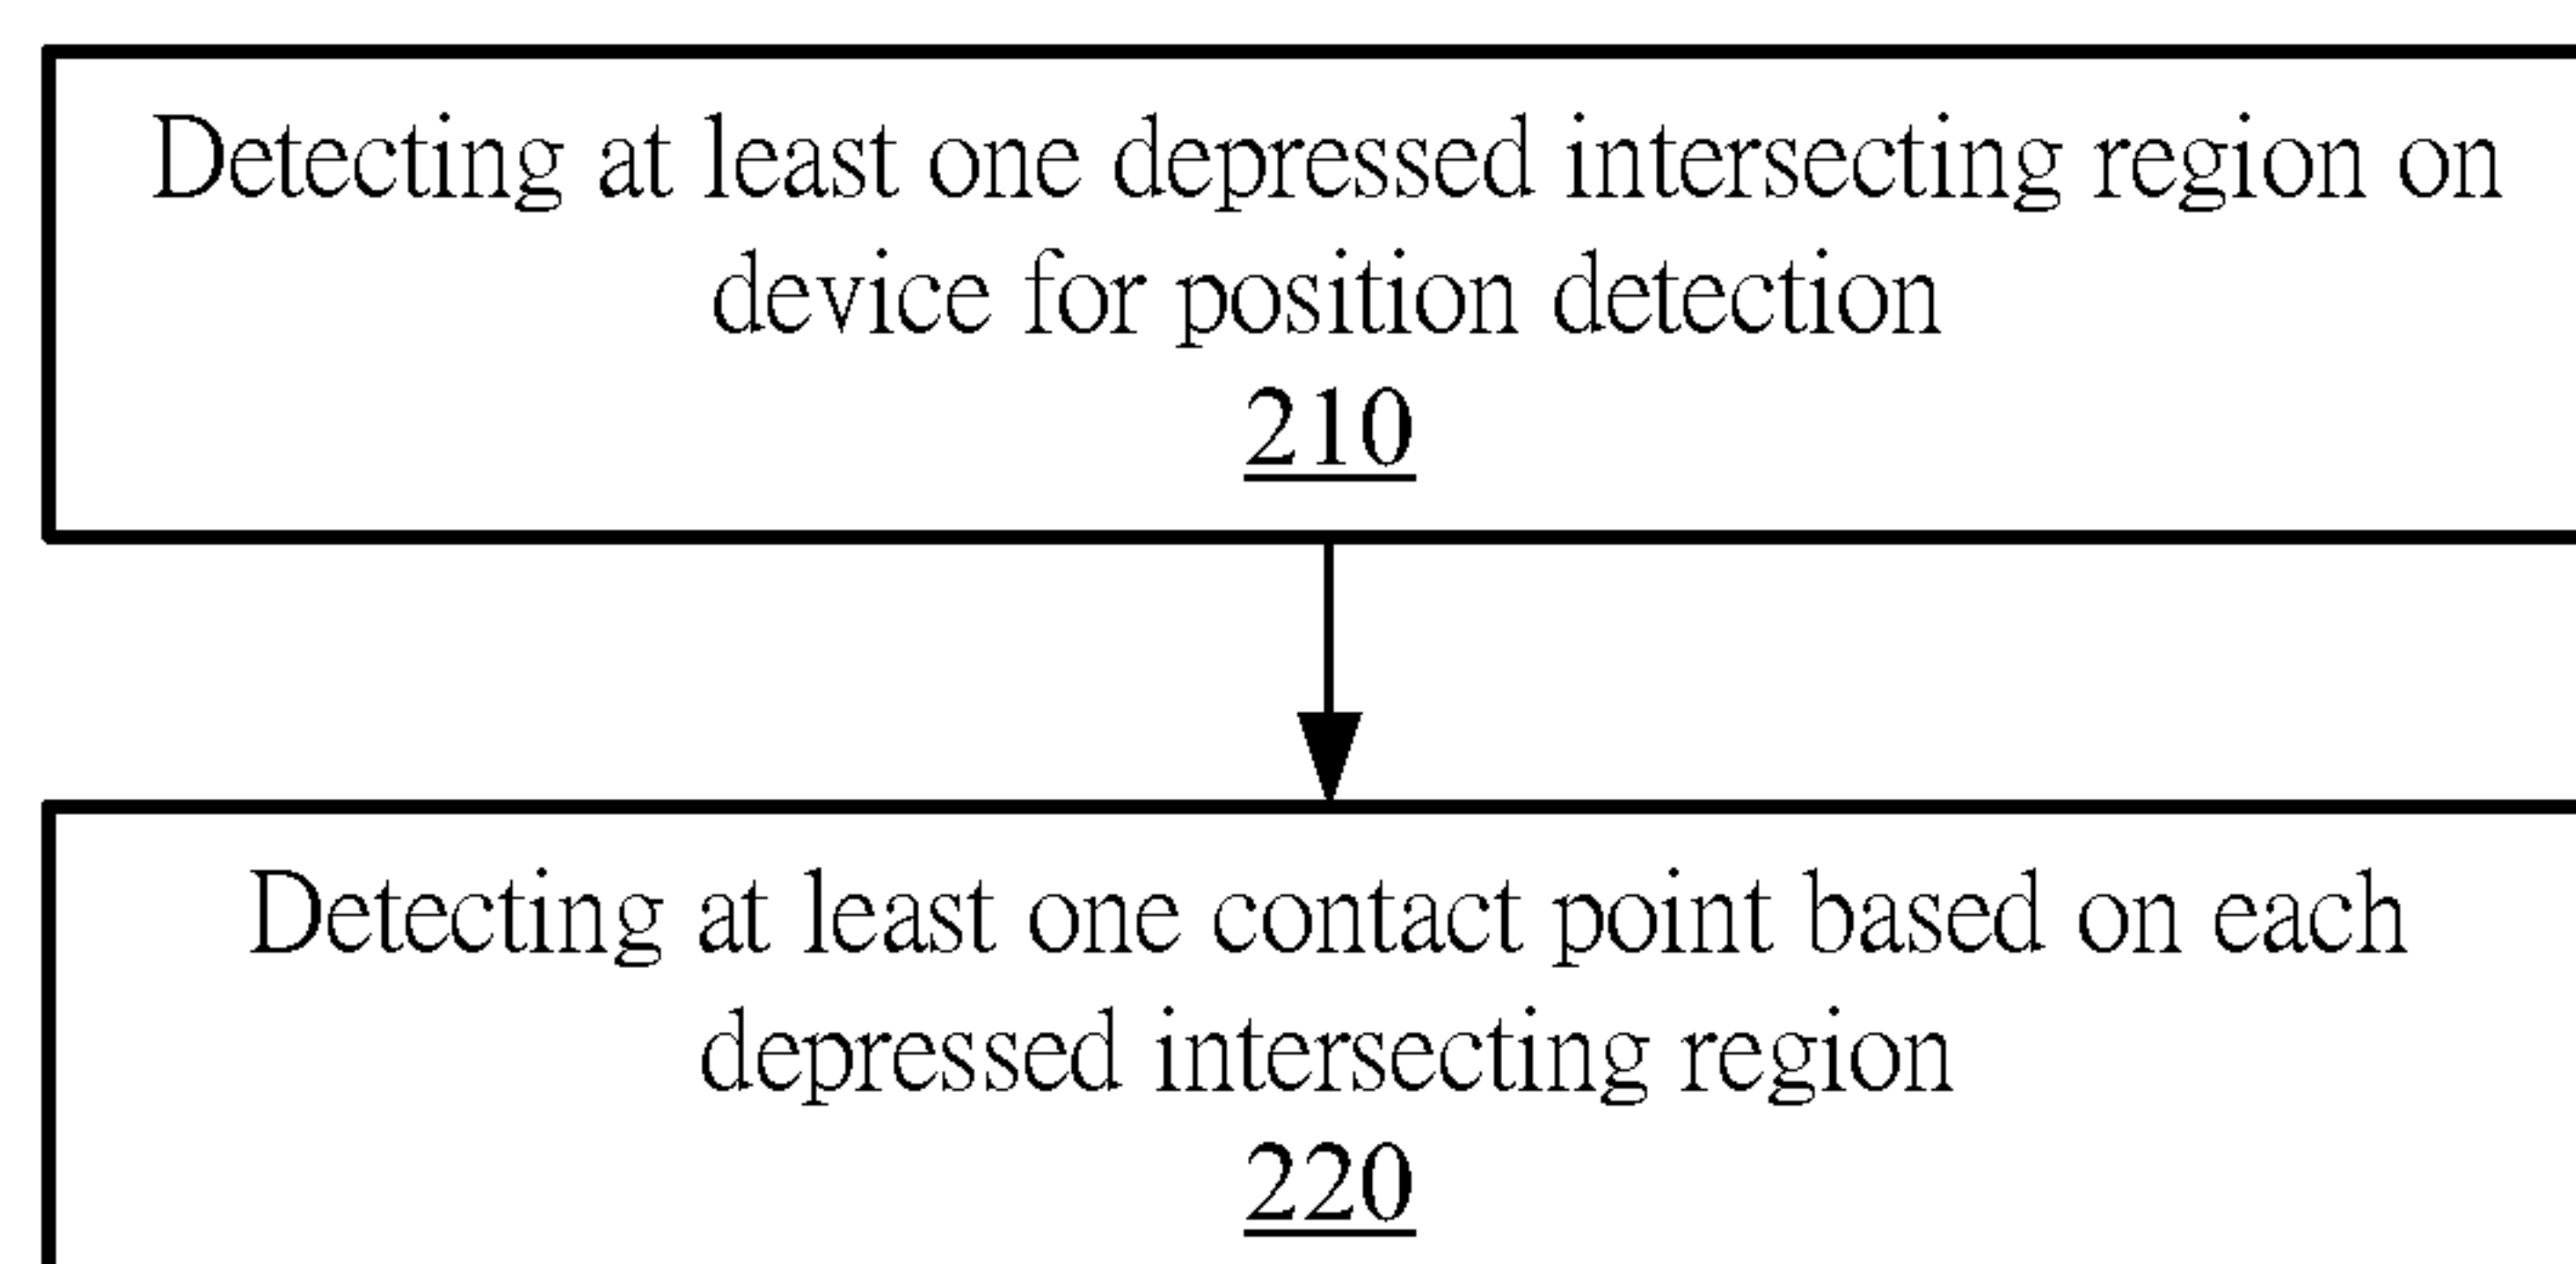 Detecting at least one depressed intersecting region on
device for position detection
210
Detecting at least one contact point based on each
depressed intersecting region
220